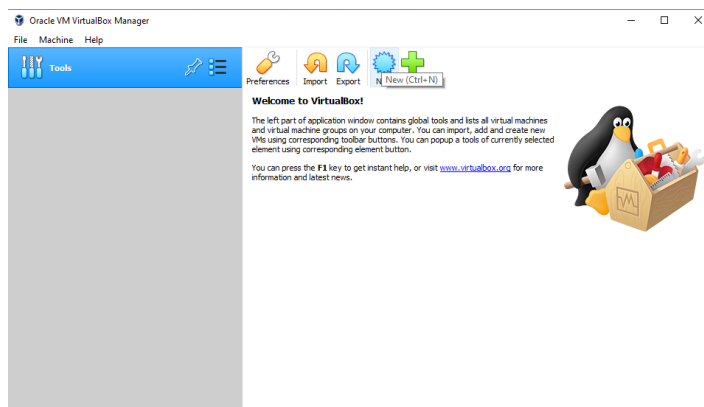 Oracle VM VirtualBox Manager
File Machine Help
Tools
Preferences Import Export
New (Ctrl+N)
Welcome to VirtualBox!
The left part of application window contains global tools and lists all virtual machines
and virtual machine groups on your computer. You can import, add and create new
VMs using corresponding toolbar buttons. You can popup a tools of currently selected
element using corresponding element button.
You can press the F1 key to get instant help, or visit www.virtualbox.org for more
information and latest news.